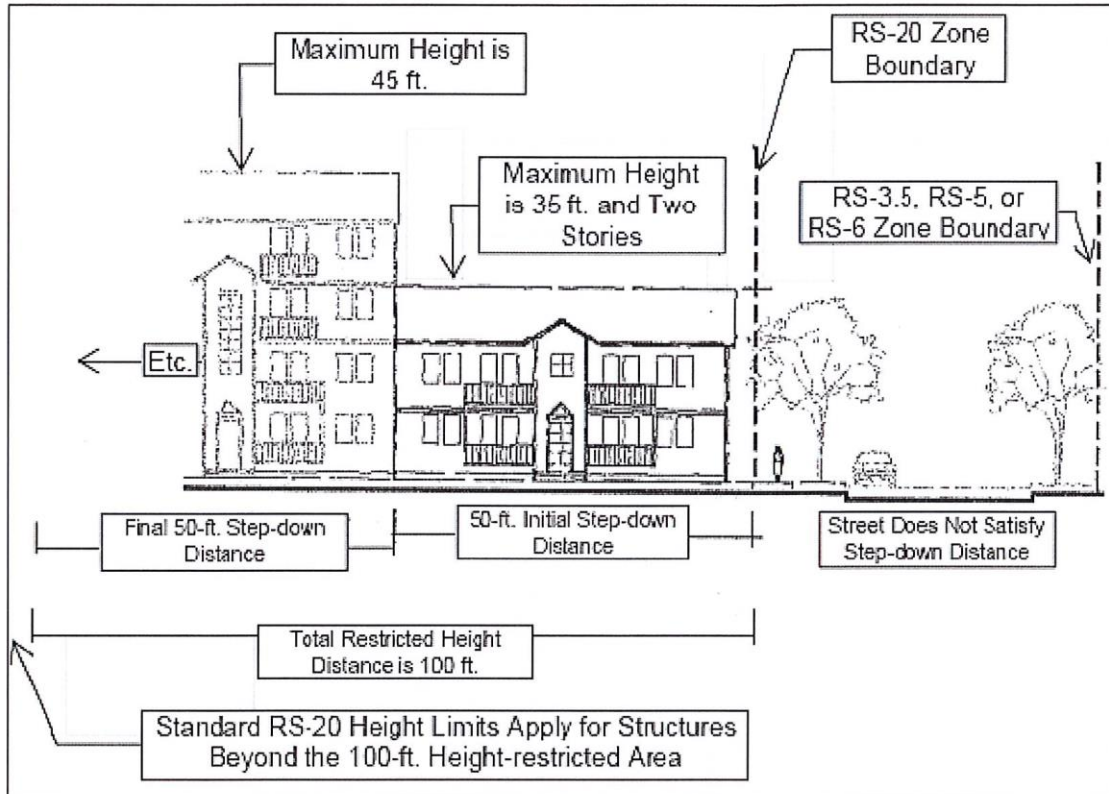 Maximum Height is
45 ft.
RS-20 Zone
Boundary
Maximum Height
is 35 ft. and Two
Stories
RS-3.5, RS-5, or
RS-6 Zone Boundary
Etc.
Final 50-ft. Step-down
Distance
50-ft. Initial Step-down
Distance
Street Does Not Satisfy
Step-down Distance
Total Restricted Height
Distance is 100 ft.
Standard RS-20 Height Limits Apply for Structures
Beyond the 100-ft. Height-restricted Area